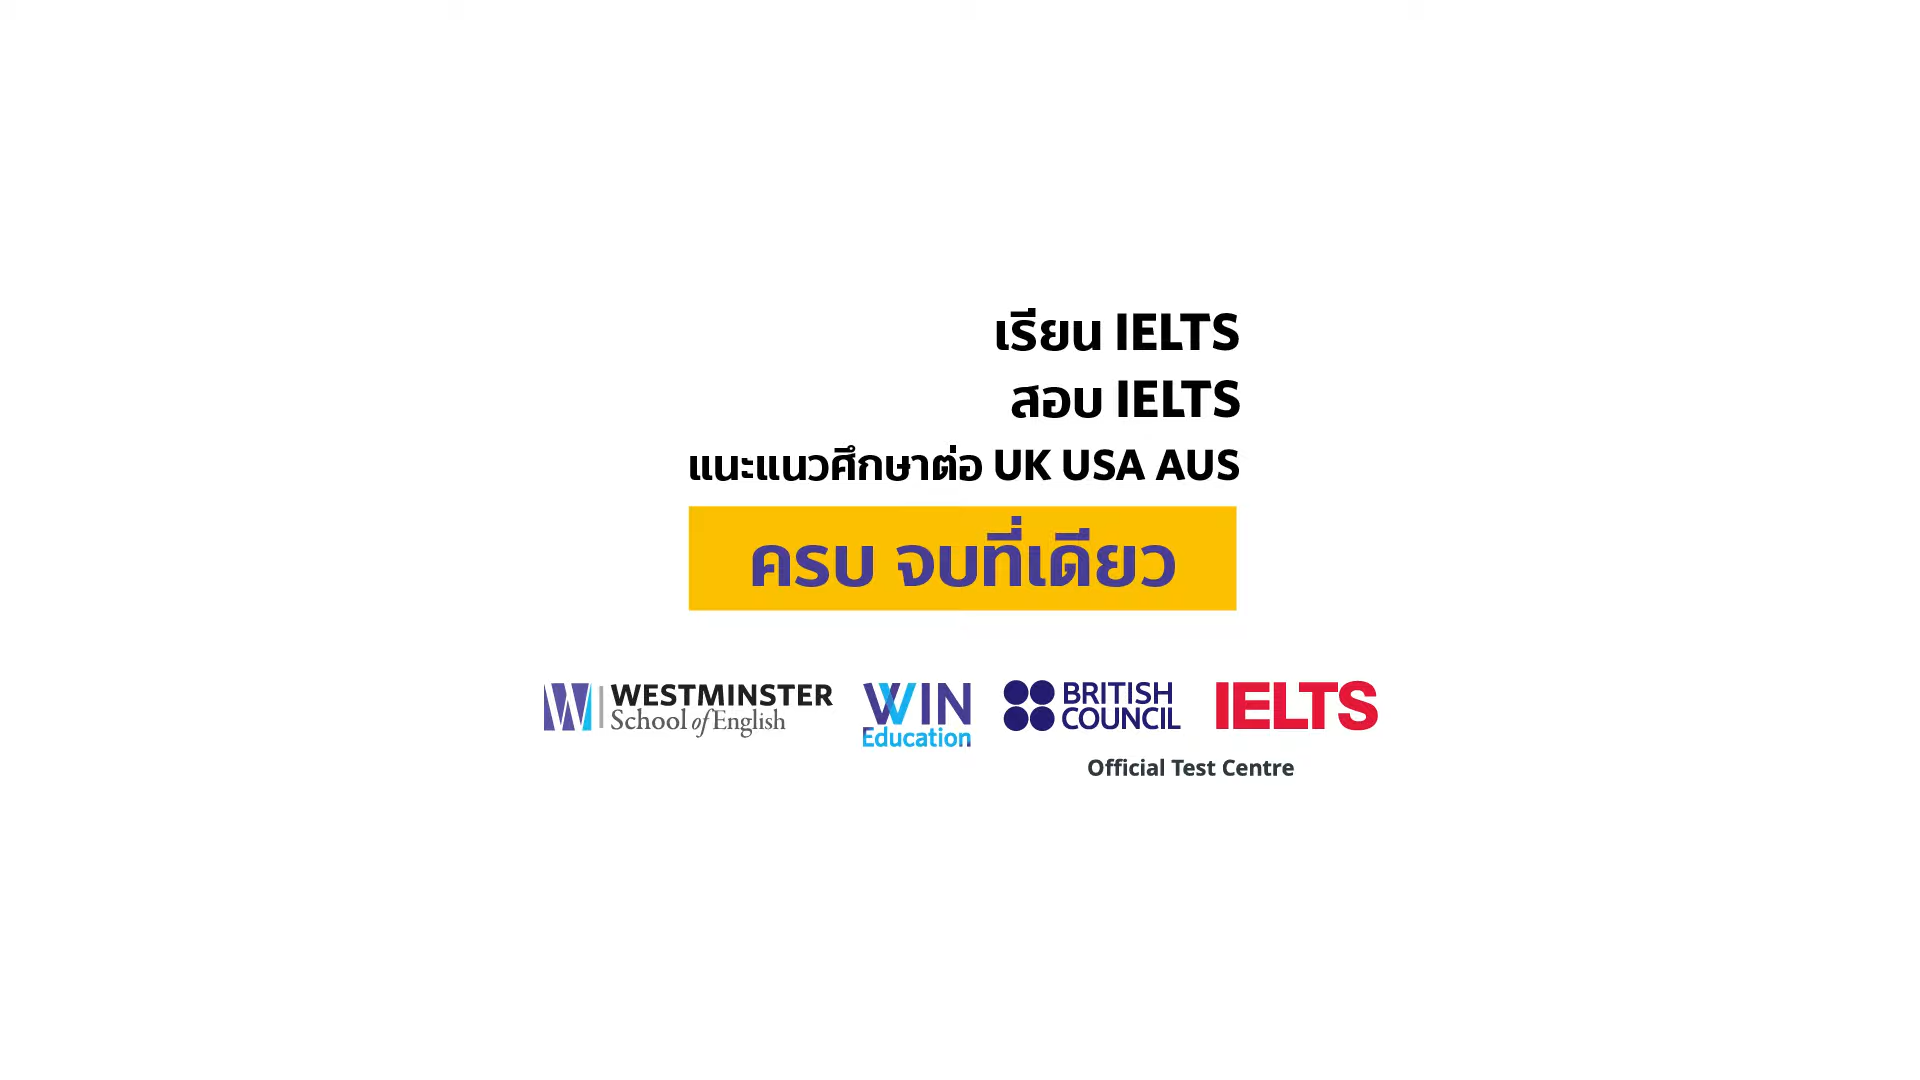 เรียน IELTS
สอบ IELTS
แนะแนวศึกษาต่อ UK USA AUS
ครบ จบที่เดียว
WESTMINSTER
School of English
WIN
Education
BRITISH
COUNCIL
IELTS
Official Test Centre